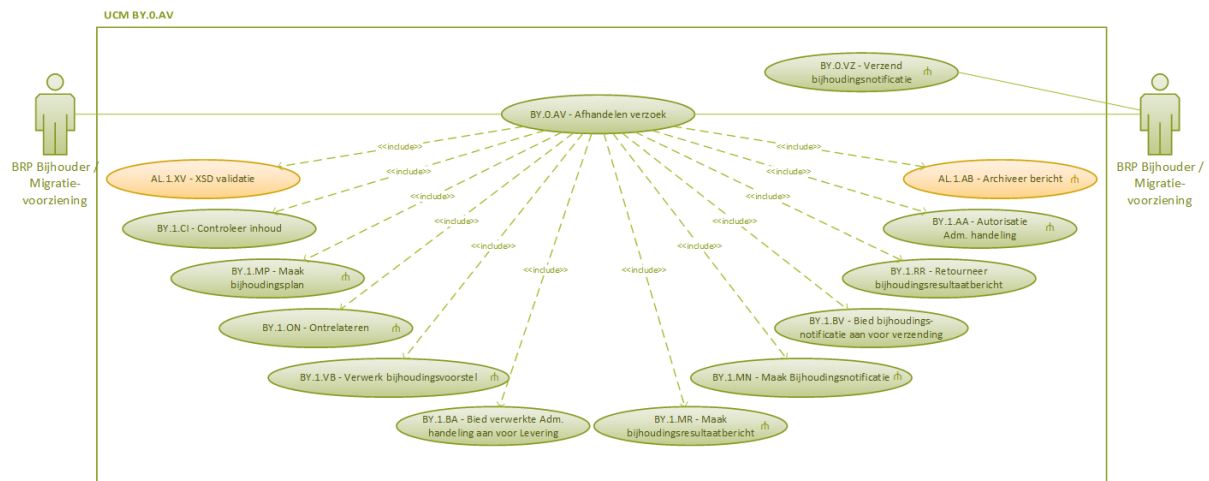 UCM BY.0.AV
BY.0.VZ - Verzend
bijhoudingsnotificatie
BY.0.AV - Afhandelen verzoek
BRP Bijhouder /
Migratie-
voorziening
BRP Bijhouder /
Migratie-
voorziening
<<include>>
<<include>>
AL.1.XV - XSD validatie
AL.1.AB - Archiveer bericht
<<include>>
<<include>>
BY.1.CI - Controleer inhoud
BY.1.AA - Autorisatie
Adm. handeling
<<include>>
<<include>>
<<include>>
<<include>>
<<include>>
<<include>>
<<include>>
<<include>>
BY.1.MP - Maak
bijhoudingsplan
BY.1.RR - Retourneer
bijhoudingsresultaatbericht
BY.1.ON - Ontrelateren
BY.1.BV - Bied bijhoudings-
notificatie aan voor verzending
BY.1.VB - Verwerk bijhoudingsvoorstel
BY.1.MN - Maak Bijhoudingsnotificatie
BY.1.BA - Bied verwerkte Adm.
handeling aan voor Levering
BY.1.MR - Maak
bijhoudingsresultaatbericht